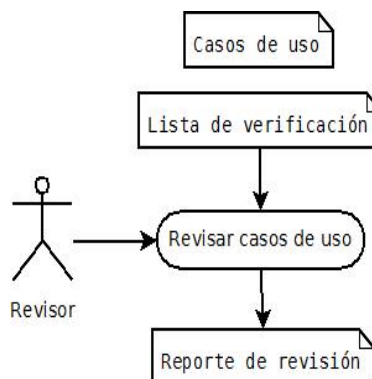 Casos de uso
Lista de verificación
Revisar casos de uso
Revisor
Reporte de revisión